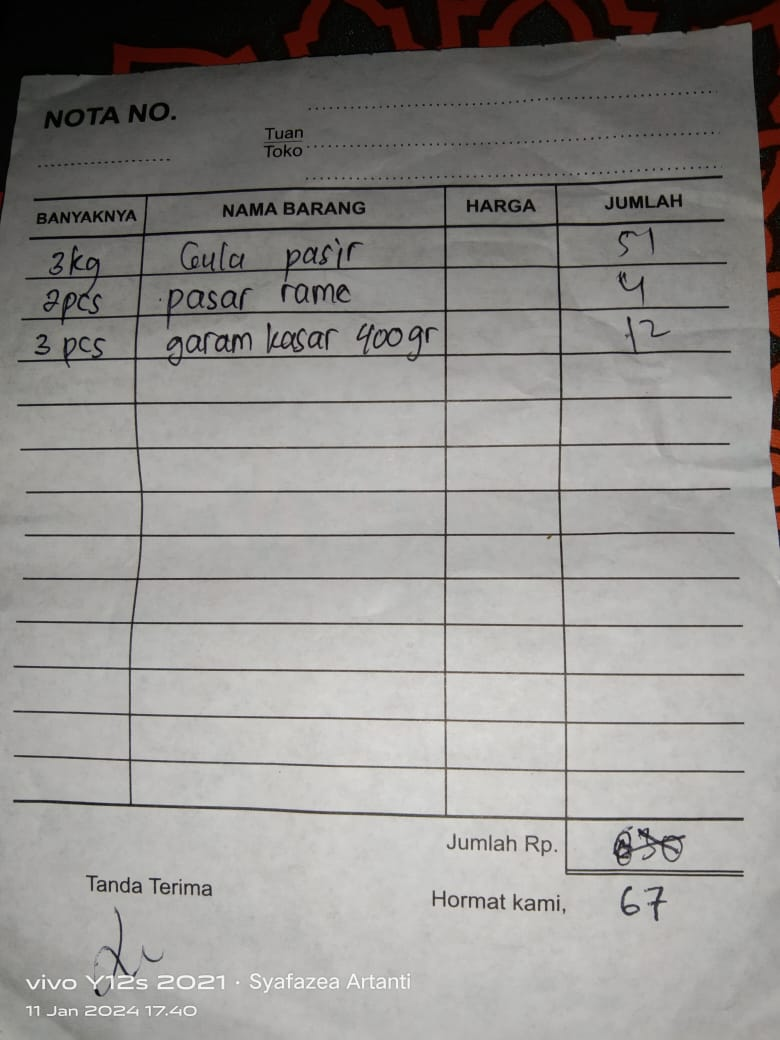 NOTA NO.
Tuan
Toko
BANYAKNYA NAMA BARANG HARGA JUMLAH
3kg Gula pasir 51
2pcs pasar rame 4
3 pcs garam kasar 400gr 12
Jumlah Rp.
Tanda Terima
Hormat kami, 67
vivo Y12s 2021 · Syafazea Artanti
11 Jan 2024 17.40